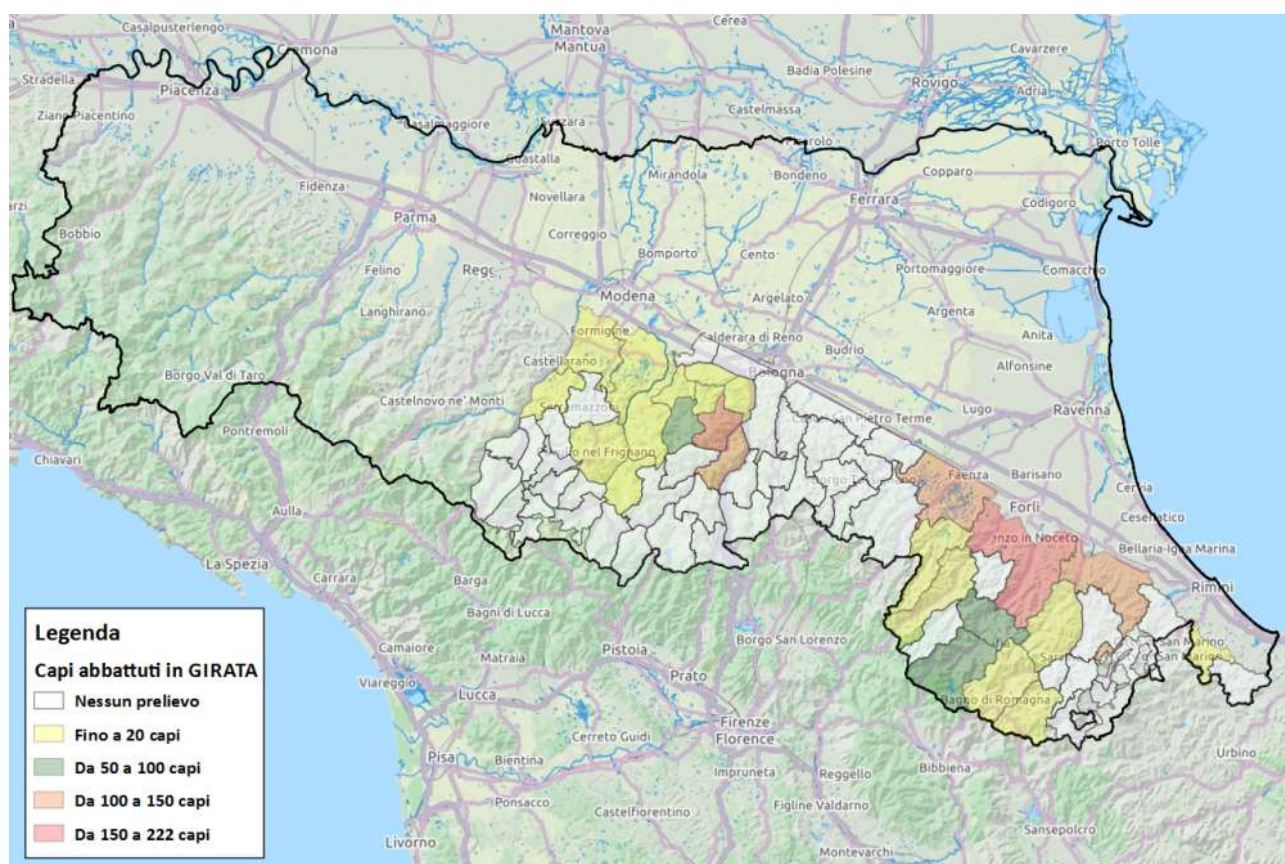 Casalpusterlengo
Cremona
Mantova
Mantua
Cerea
Cavarzere
Stradella
Piacenza
Badia Polesine
Rovigo
Adria
Ziano Piacentino
Casalmaggiore
Suzzara
Castelmassa
Porto Tolle
Guastalla
Bondeno
Copparo
Mirandola
Fidenza
Novellara
Ferrara
Codigoro
Parma
Bobbio
Correggio
Bomporto
Cento
Portomaggiore
Comacchio
Felino
Modena
Argelato
Argenta
Langhirano
Anita
Formigine
Calderara di Reno
Budrio
Alfonsine
Castellarano
Bologna
Borgo Val di Taro
Castelnovo ne' Monti
Lugo
Ravenna
Pontremoli
Chiavari
Faenza
Barisano
Cervia
Forlì
Aulla
Cesenatico
Bellaria-Igea Marina
La Spezia
Carrara
Barga
Rimini
Bagni di Lucca
Borgo San Lorenzo
San Marino
Camaiore
Matraia
Pistoia
Prato
Viareggio
Lucca
Bagno di Romagna
Firenze
Florence
Cerreto Guidi
Pisa
Bientina
Impruneta
Reggello
Bibbiena
Urbino
Ponsacco
Castelfiorentino
Figline Valdarno
Sansepolcro
Livorno
Montevarchi
Legenda
Capi abbattuti in GIRATA
Nessun prelievo
Fino a 20 capi
Da 50 a 100 capi
Da 100 a 150 capi
Da 150 a 222 capi